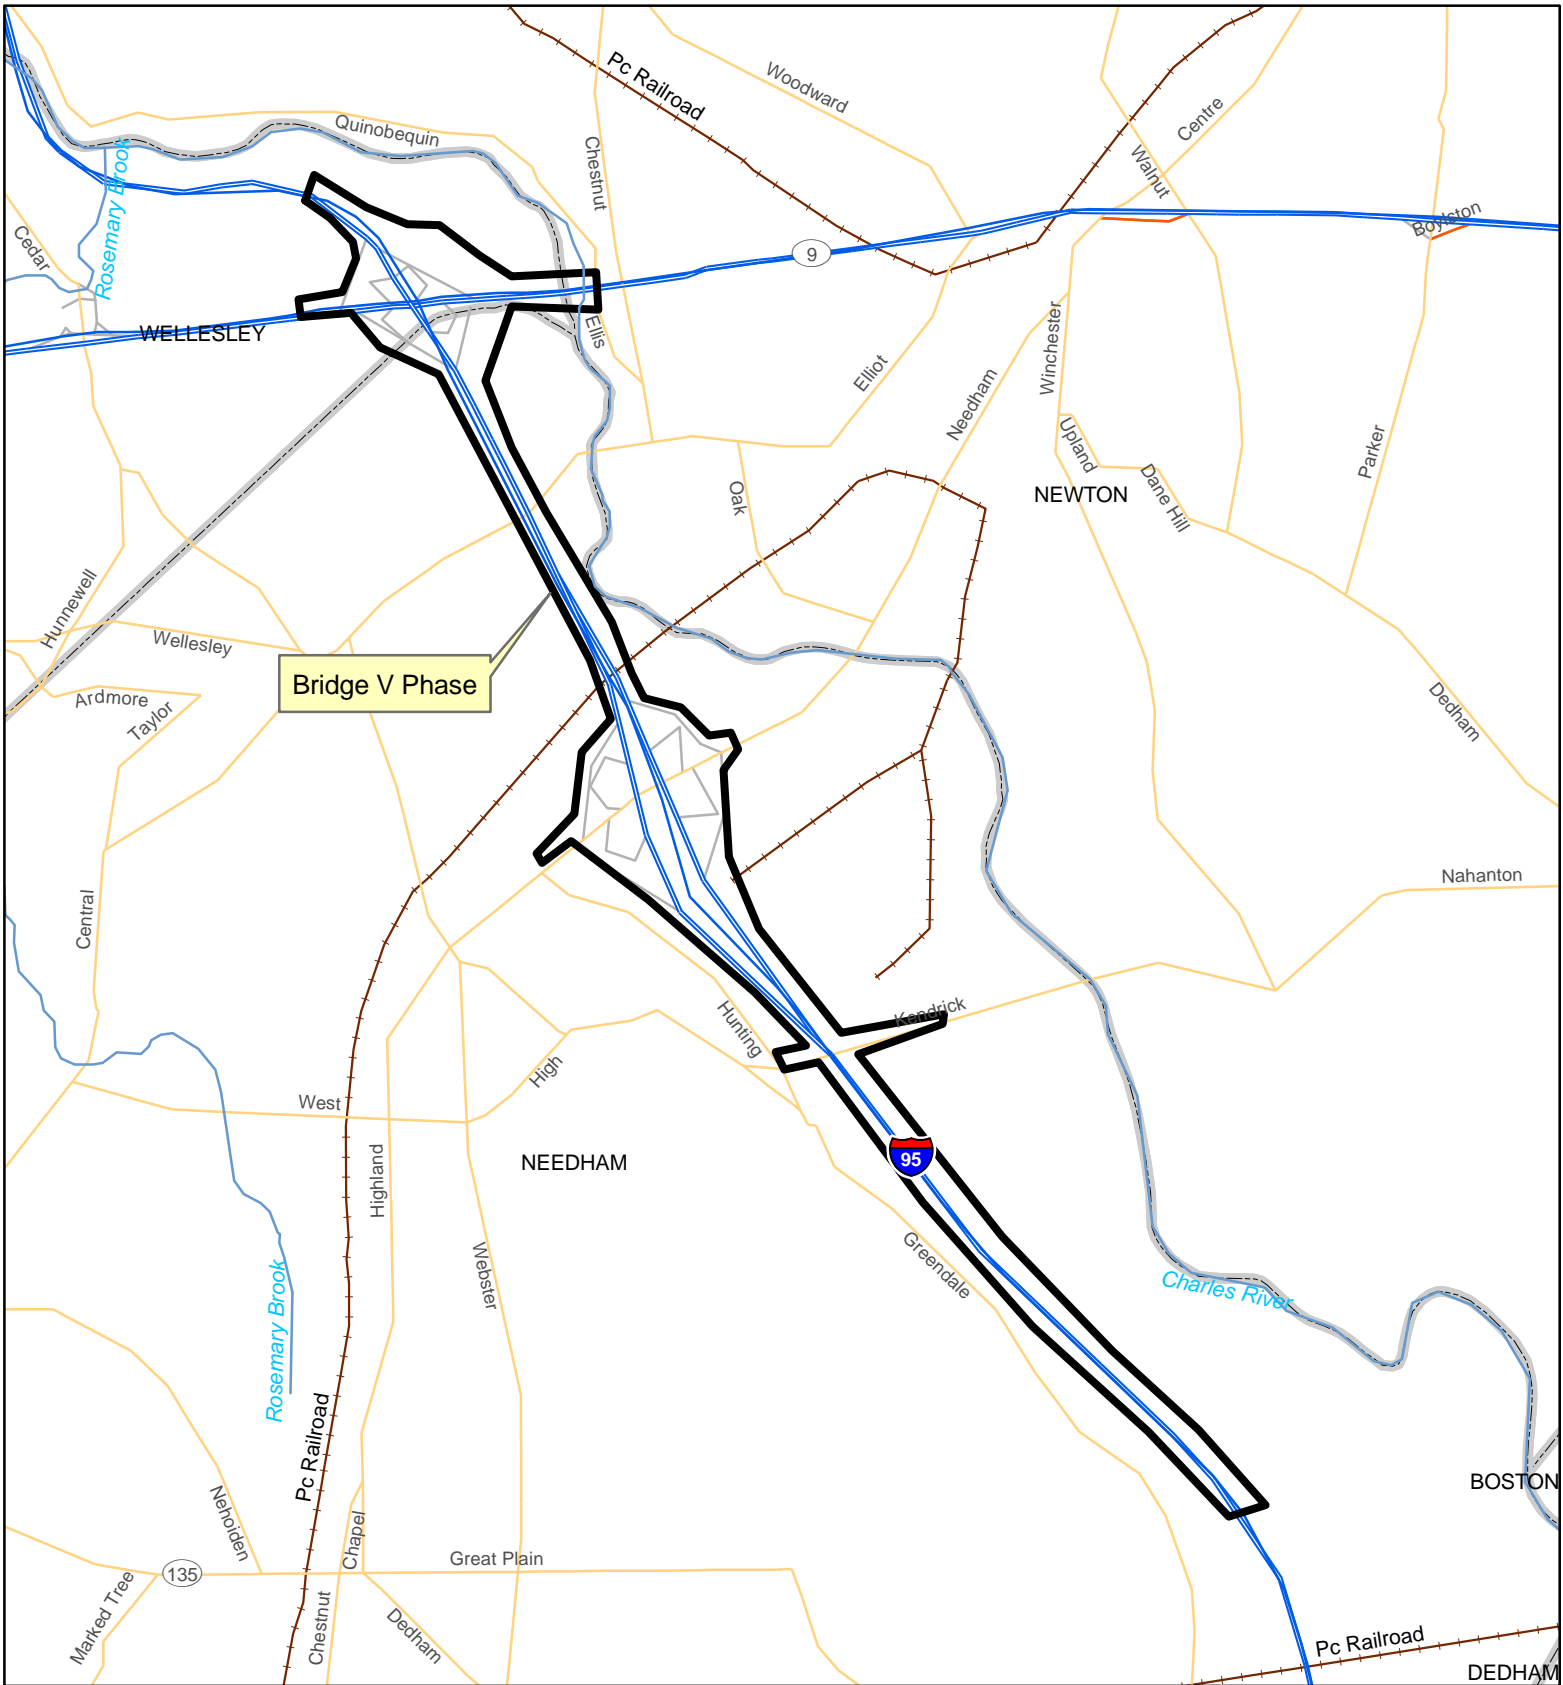 Pc Railroad
Woodward
Quinobequin
Centre
Chestnut
Walnut
Rosemary Brook
Cedar
Boylston
9
WELLESLEY
Ellis
Elliot
Needham
Winchester
Upland
Parker
Oak
Dane Hill
NEWTON
Hunnewell
Wellesley
Bridge V Phase
Ardmore
Taylor
Dedham
Nahanton
Central
Kendrick
Hunting
High
West
95
NEEDHAM
Highland
Greendale
Webster
Charles River
Rosemary Brook
Pc Railroad
BOSTON
Nehoiden
Chapel
Great Plain
135
Marked Tree
Chestnut
Dedham
Pc Railroad
DEDHAM